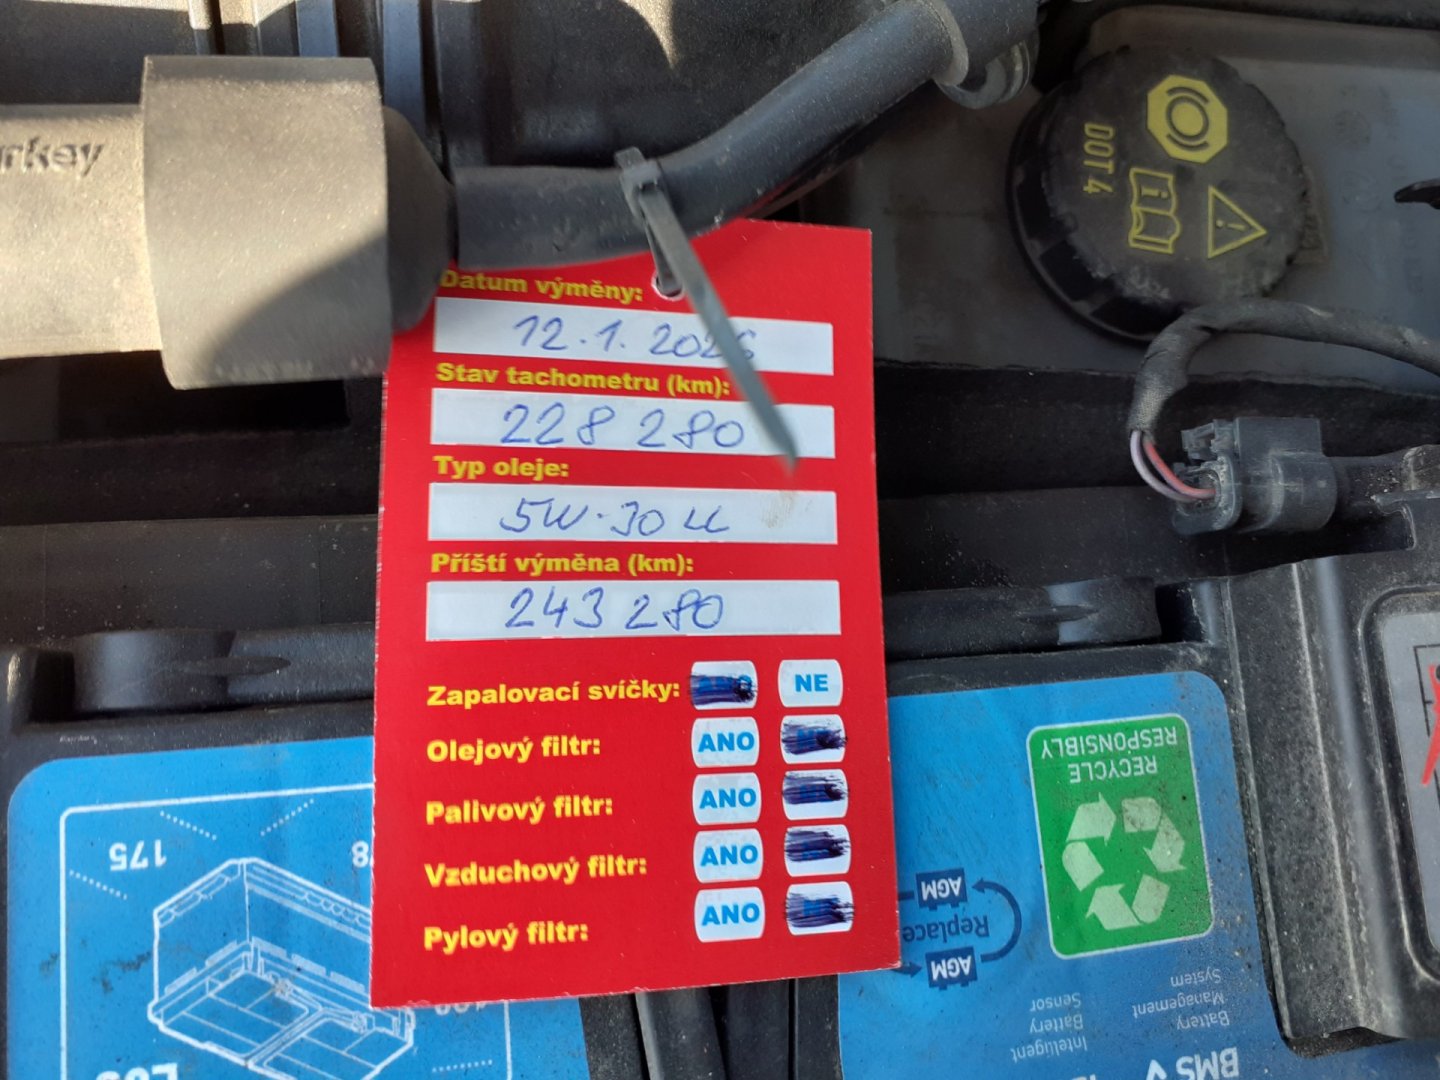 rkey
DOT 4
Datum výměny:
12.1.2026
Stav tachometru (km):
228 280
Typ oleje:
5W-30 LL
Příští výměna (km):
243 280
Zapalovací svíčky: NE
Olejový filtr: ANO
Palivový filtr: ANO
Vzduchový filtr: ANO
Pylový filtr: ANO
175
RECYCLE
RESPONSIBLY
AGM
Replace
AGM
Intelligent
Battery
Sensor
Battery
Management
System
BMS